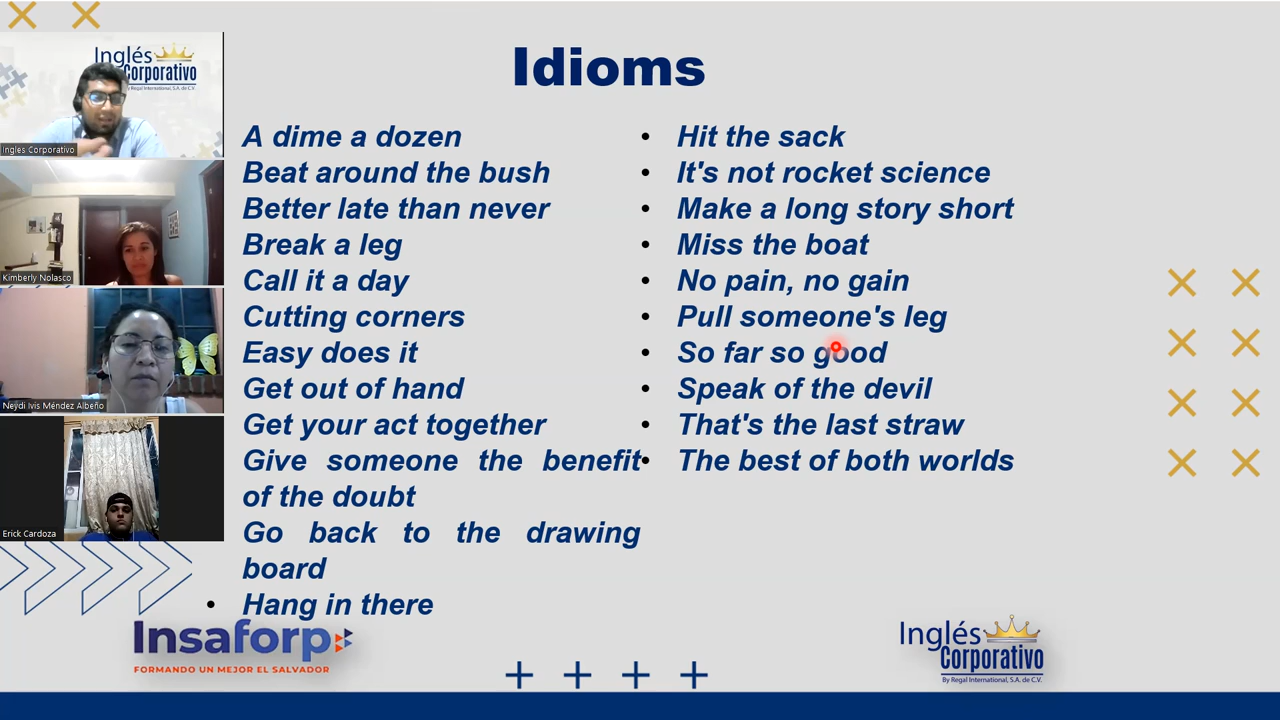 Idioms
Inglés
Corporativo
By Regal International, S.A. de C.V.
Ingles Corporativo
Kimberly Nolasco
Neydi Ivis Méndez Albeño
Erick Cardoza
A dime a dozen
Beat around the bush
Better late than never
Break a leg
Call it a day
Cutting corners
Easy does it
Get out of hand
Get your act together
Give someone the benefit
of the doubt
Go back to the drawing
board
• Hang in there
• Hit the sack
• It's not rocket science
• Make a long story short
• Miss the boat
• No pain, no gain
• Pull someone's leg
• So far so good
• Speak of the devil
• That's the last straw
• The best of both worlds
Insaforp
FORMANDO UN MEJOR EL SALVADOR
Inglés
Corporativo
By Regal International, S.A. de C.V.